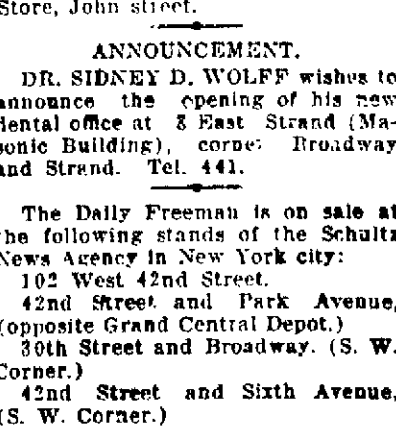 Store, John street.
ANNOUNCEMENT.
DR. SIDNEY D. WOLFF wishes to
announce the opening of his new
dental office at 8 East Strand (Ma-
sonic Building), corner Broadway
and Strand. Tel. 441.
The Daily Freeman is on sale at
the following stands of the Schultz
News Agency in New York city:
102 West 42nd Street.
42nd Street and Park Avenue,
(opposite Grand Central Depot.)
30th Street and Broadway. (S. W.
Corner.)
42nd Street and Sixth Avenue,
(S. W. Corner.)